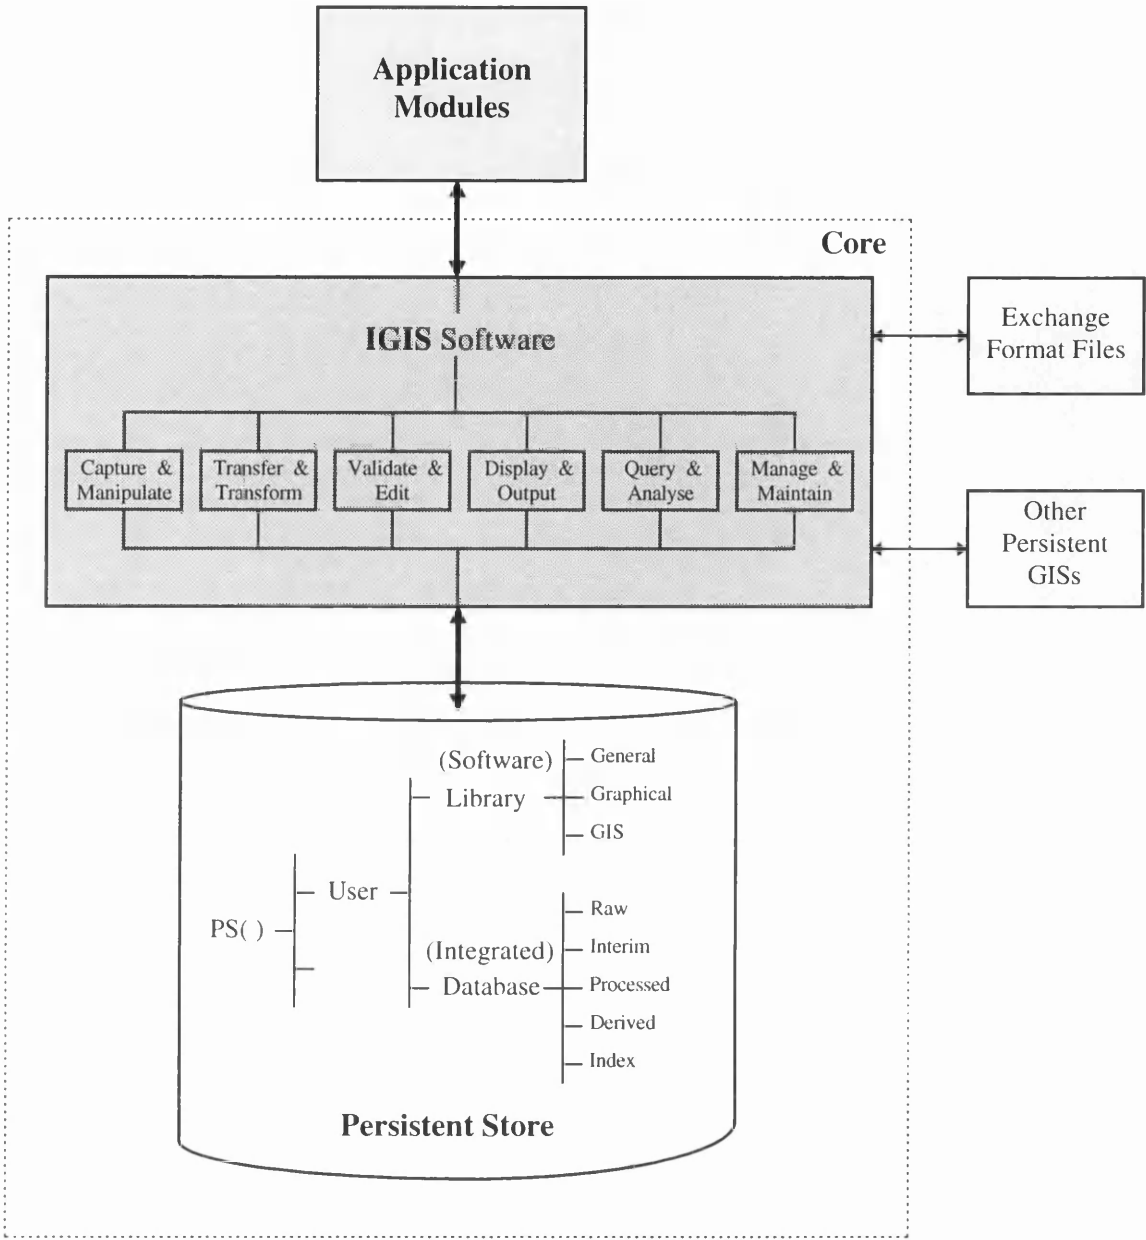 Application
Modules
Core
IGIS Software
Exchange
Format Files
Capture &
Manipulate
Transfer &
Transform
Validate &
Edit
Display &
Output
Query &
Analyse
Manage &
Maintain
Other
Persistent
GISs
(Software)
Library
General
Graphical
GIS
User
PS( )
(Integrated)
Database
Raw
Interim
Processed
Derived
Index
Persistent Store